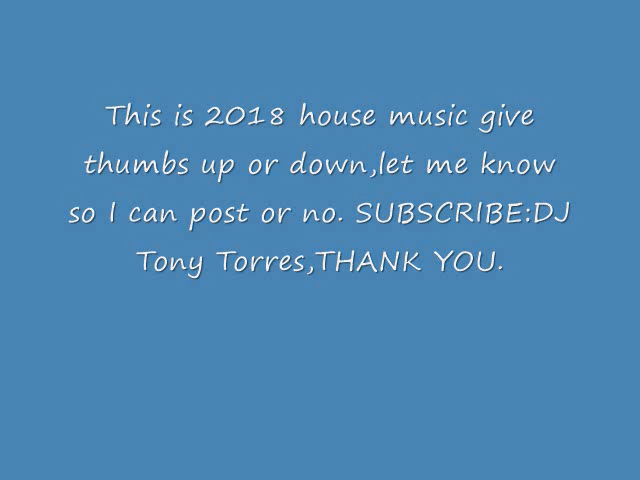 This is 2018 house music give
thumbs up or down,let me know
so I can post or no. SUBSCRIBE:DJ
Tony Torres,THANK YOU.